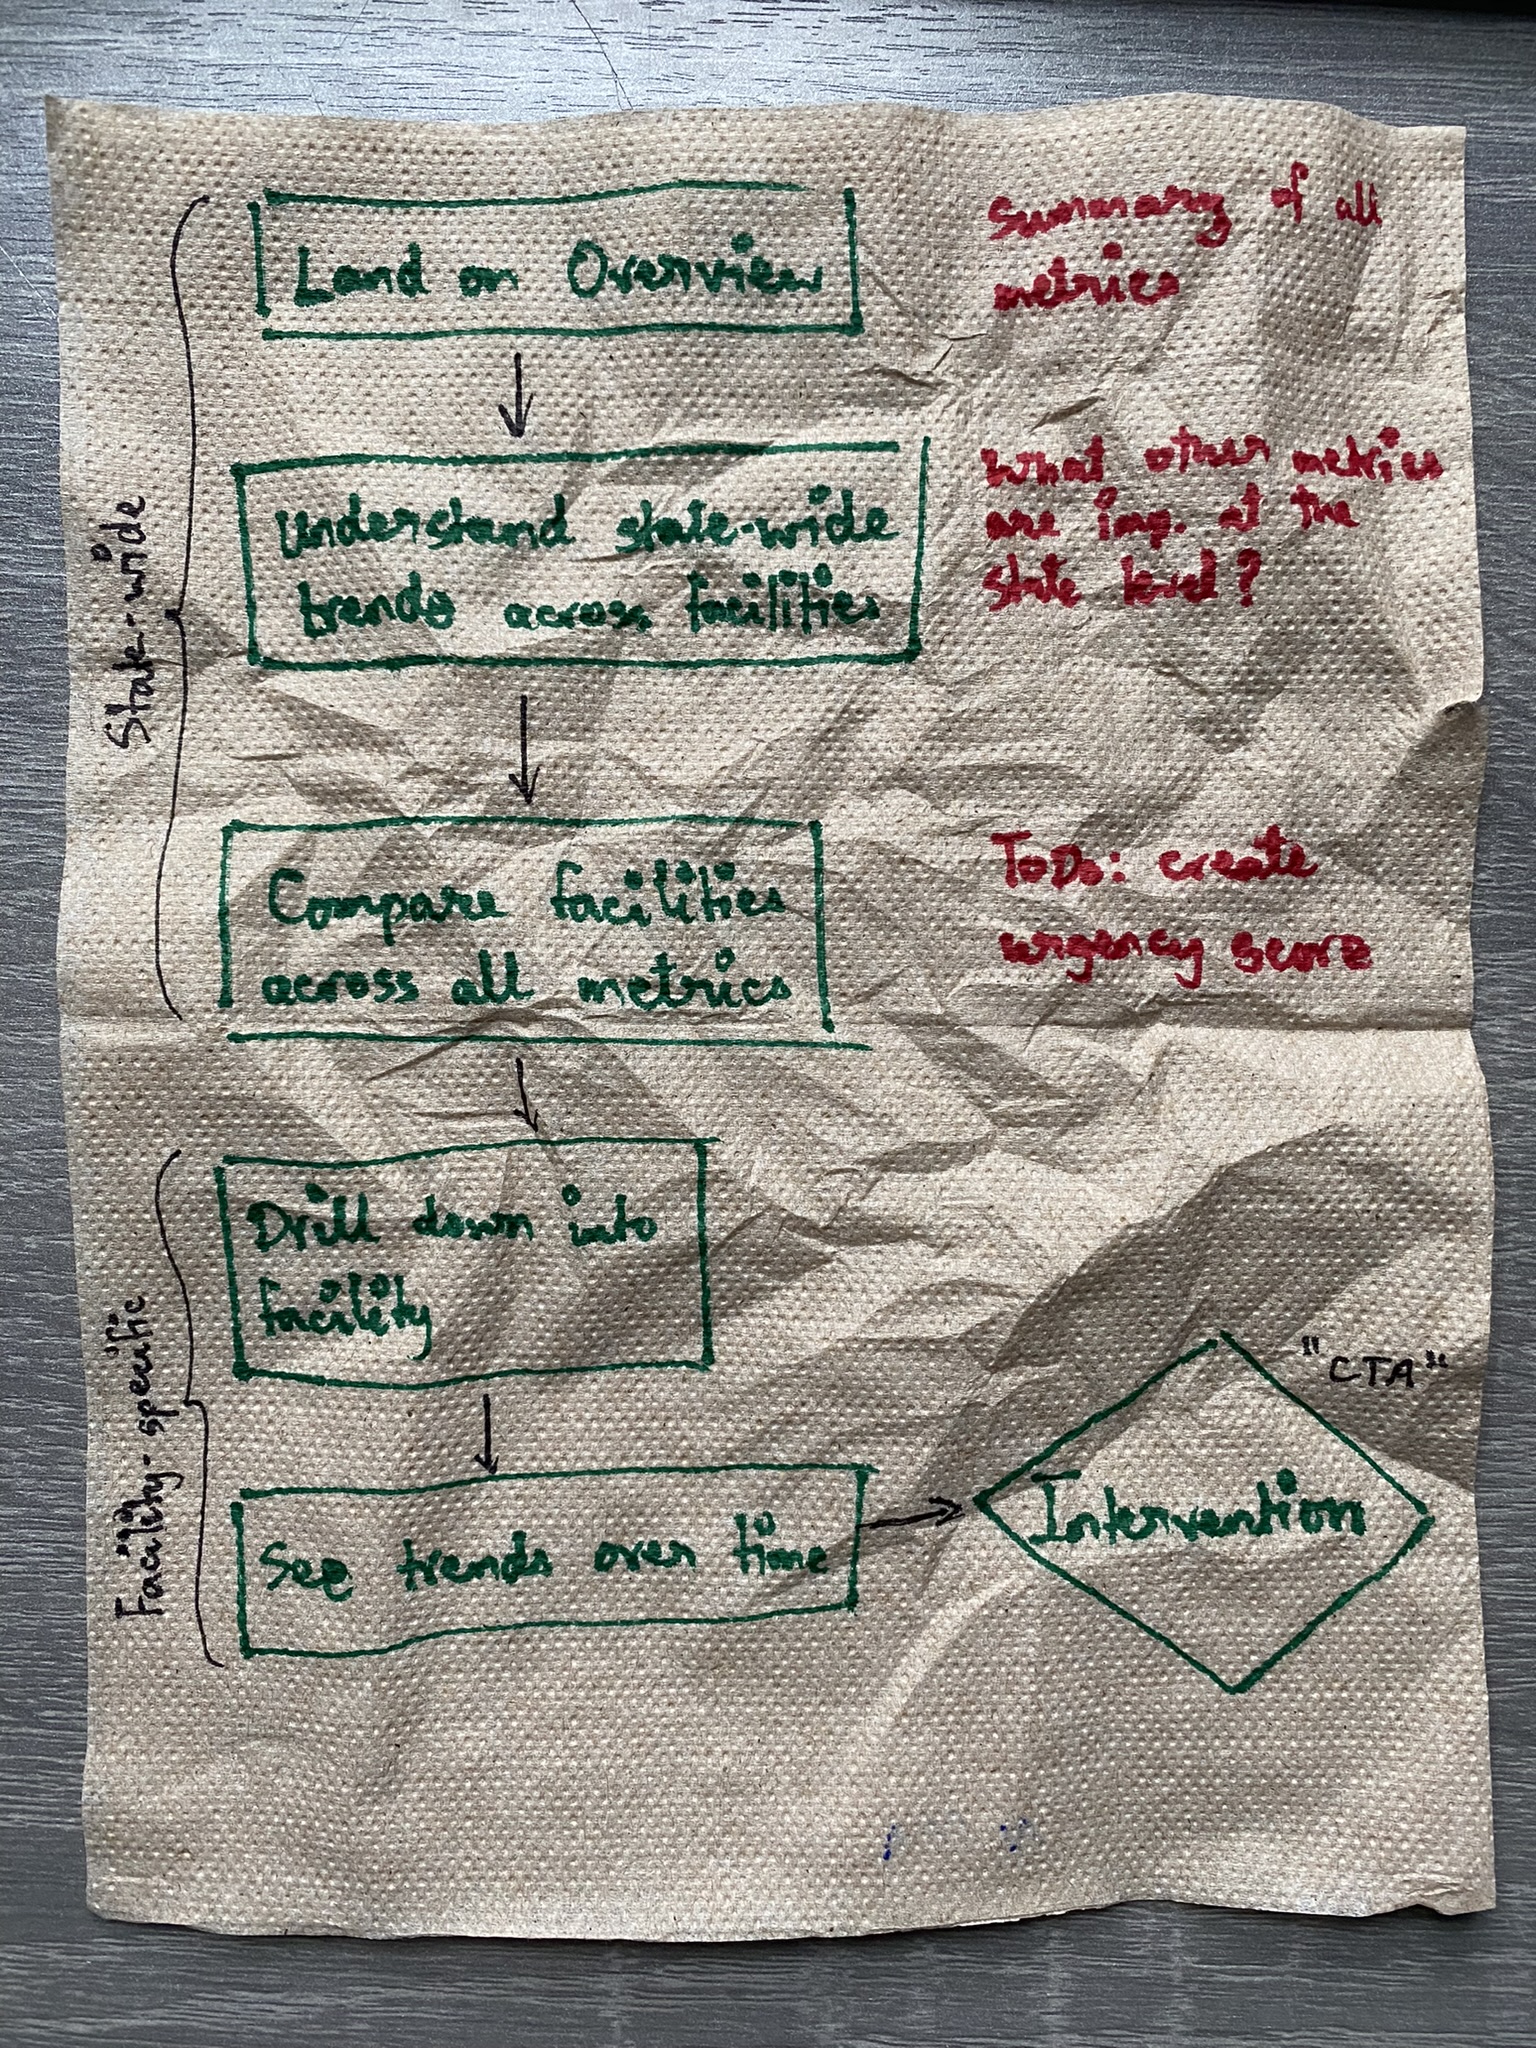 Land on Overview
Summary of all
metrics
Understand state-wide
trends across facilities
What other metrics
are imp. at the
state level?
State-wide
Compare facilities
across all metrics
ToDo: create
urgency score
Drill down into
facility
Facility-specific
See trends over time
"CTA"
Intervention